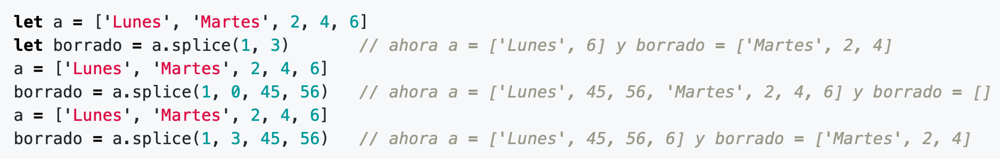 let a = ['Lunes', 'Martes', 2, 4, 6]
let borrado = a.splice(1, 3)       // ahora a = ['Lunes', 6] y borrado = ['Martes', 2, 4]
a = ['Lunes', 'Martes', 2, 4, 6]
borrado = a.splice(1, 0, 45, 56)   // ahora a = ['Lunes', 45, 56, 'Martes', 2, 4, 6] y borrado = []
a = ['Lunes', 'Martes', 2, 4, 6]
borrado = a.splice(1, 3, 45, 56)   // ahora a = ['Lunes', 45, 56, 6] y borrado = ['Martes', 2, 4]